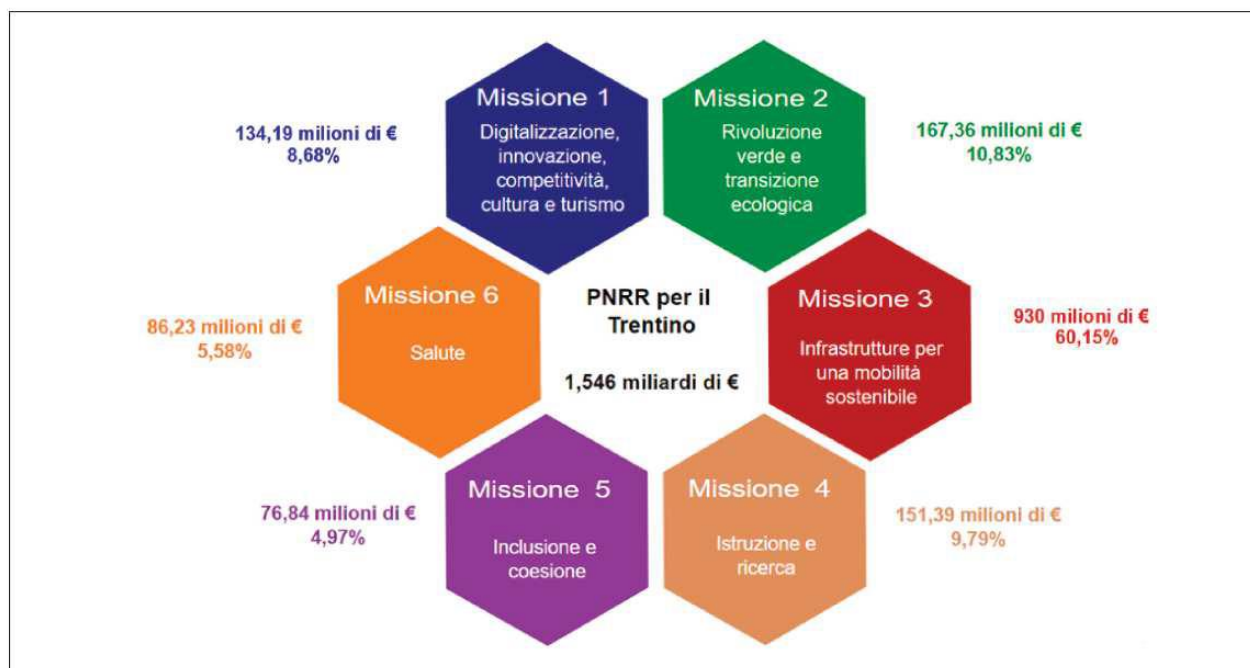 Missione 1
Digitalizzazione,
innovazione,
competitività,
cultura e turismo
134,19 milioni di €
8,68%
Missione 2
Rivoluzione
verde e
transizione
ecologica
167,36 milioni di €
10,83%
Missione 6
Salute
86,23 milioni di €
5,58%
PNRR per il
Trentino
1,546 miliardi di €
Missione 3
Infrastrutture per
una mobilità
sostenibile
930 milioni di €
60,15%
Missione 5
Inclusione e
coesione
76,84 milioni di €
4,97%
Missione 4
Istruzione e
ricerca
151,39 milioni di €
9,79%